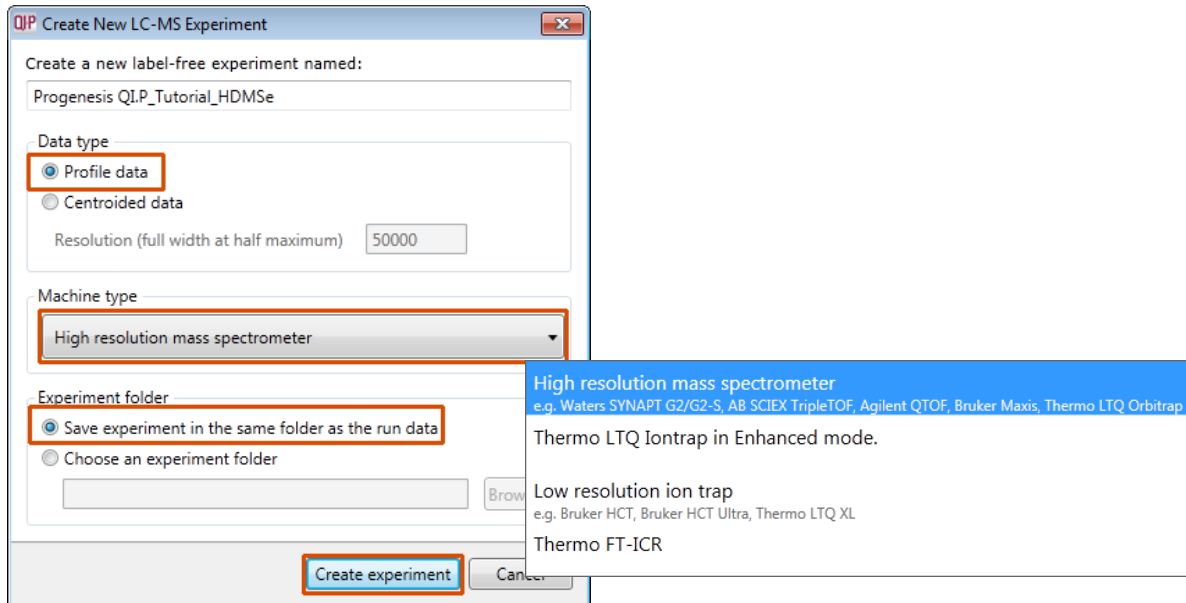 QI.P Create New LC-MS Experiment
Create a new label-free experiment named:
Progenesis QI.P_Tutorial_HDMSe
Data type
Profile data
Centroided data
Resolution (full width at half maximum) 50000
Machine type
High resolution mass spectrometer
High resolution mass spectrometer
e.g. Waters SYNAPT G2/G2-S, AB SCIEX TripleTOF, Agilent QTOF, Bruker Maxis, Thermo LTQ Orbitrap
Thermo LTQ Iontrap in Enhanced mode.
Low resolution ion trap
e.g. Bruker HCT, Bruker HCT Ultra, Thermo LTQ XL
Thermo FT-ICR
Experiment folder
Save experiment in the same folder as the run data
Choose an experiment folder
Brow
Create experiment
Cancel